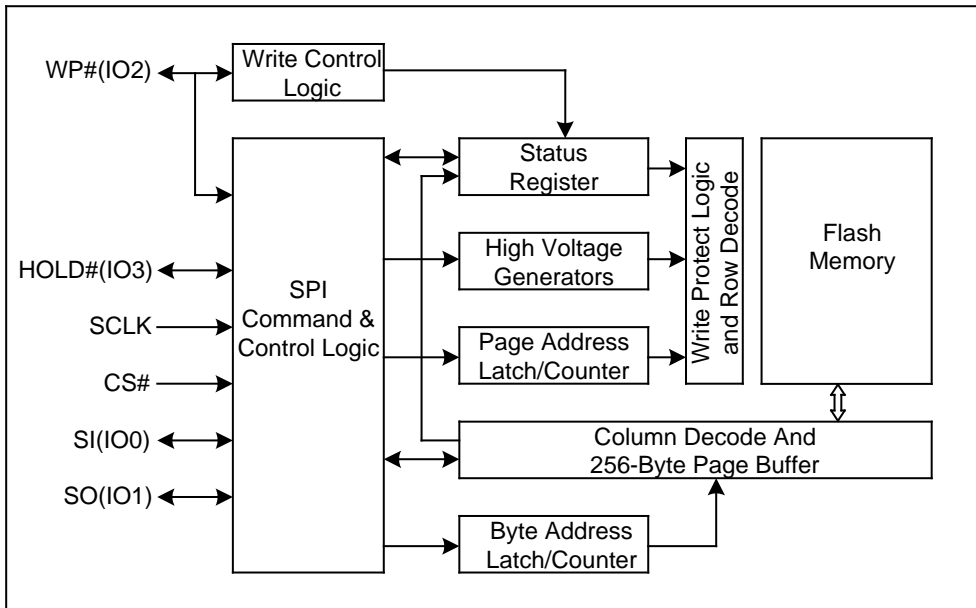 WP#(IO2)
Write Control
Logic
HOLD#(IO3)
SCLK
CS#
SI(IO0)
SO(IO1)
SPI
Command &
Control Logic
Status
Register
High Voltage
Generators
Page Address
Latch/Counter
Write Protect Logic
and Row Decode
Flash
Memory
Column Decode And
256-Byte Page Buffer
Byte Address
Latch/Counter